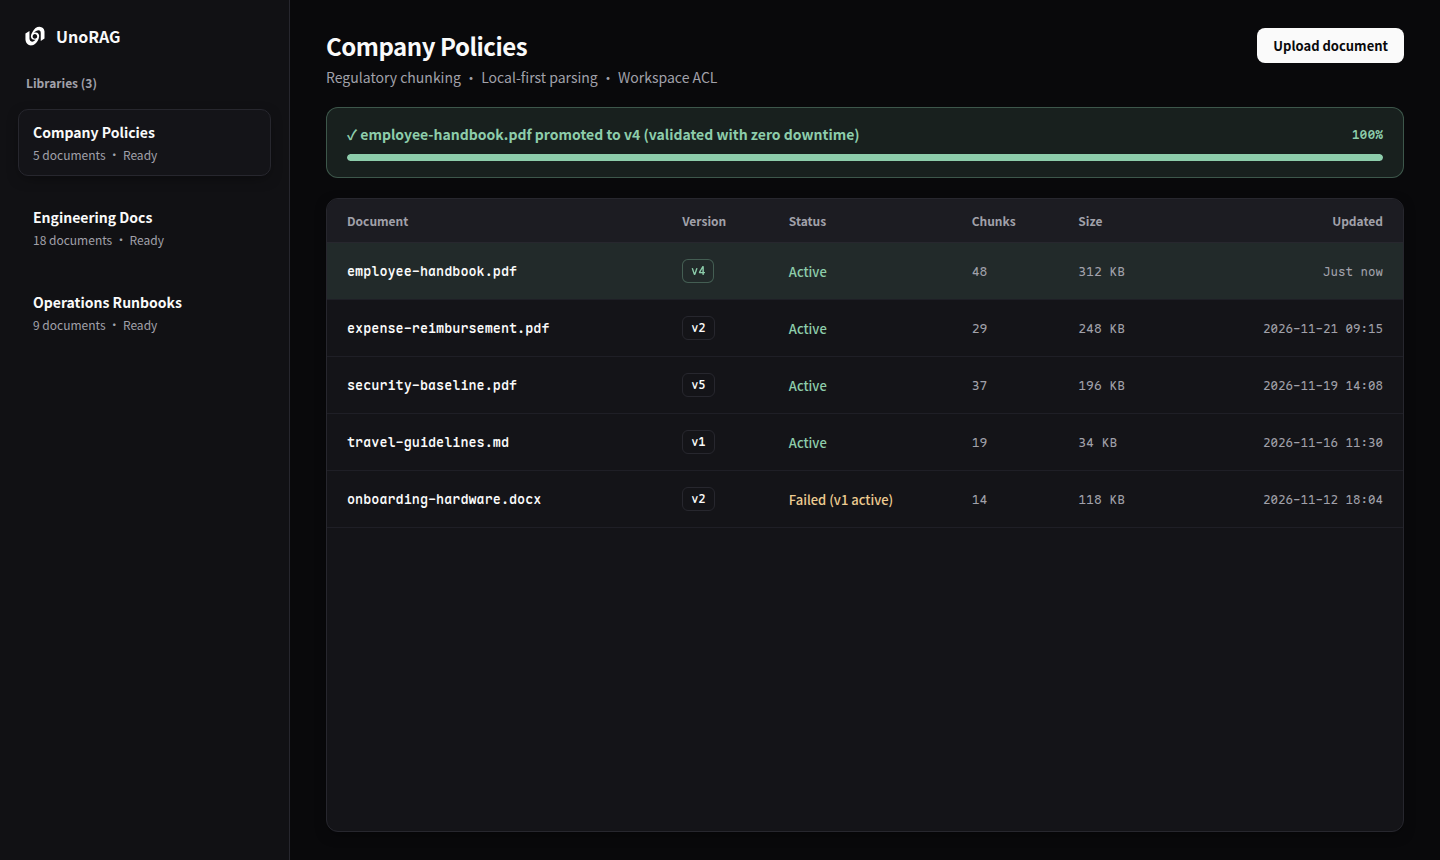 UnoRAG
Libraries (3)
Company Policies
5 documents • Ready
Engineering Docs
18 documents • Ready
Operations Runbooks
9 documents • Ready
Company Policies
Regulatory chunking • Local-first parsing • Workspace ACL
Upload document
✓ employee-handbook.pdf promoted to v4 (validated with zero downtime) 100%
Document Version Status Chunks Size Updated
employee-handbook.pdf v4 Active 48 312 KB Just now
expense-reimbursement.pdf v2 Active 29 248 KB 2026-11-21 09:15
security-baseline.pdf v5 Active 37 196 KB 2026-11-19 14:08
travel-guidelines.md v1 Active 19 34 KB 2026-11-16 11:30
onboarding-hardware.docx v2 Failed (v1 active) 14 118 KB 2026-11-12 18:04